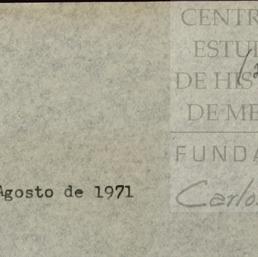 CENTR
ESTU
DE HIS
DE ME
FUNDA
Agosto de 1971
Carlo